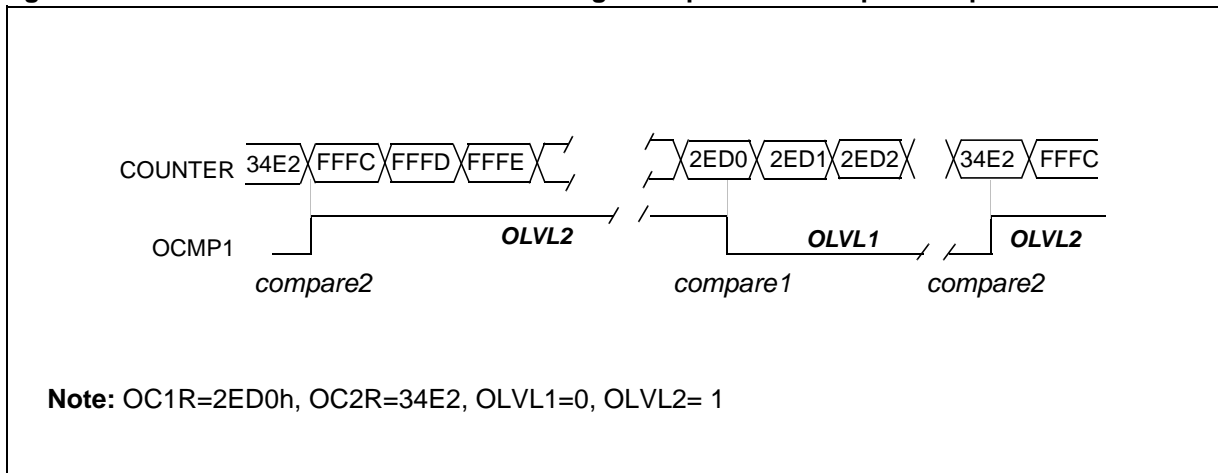 COUNTER 34E2 FFFC FFFD FFFE 2ED0 2ED1 2ED2 34E2 FFFC
OCMP1 OLVL2 OLVL1 OLVL2
compare2 compare1 compare2
Note: OC1R=2ED0h, OC2R=34E2, OLVL1=0, OLVL2= 1